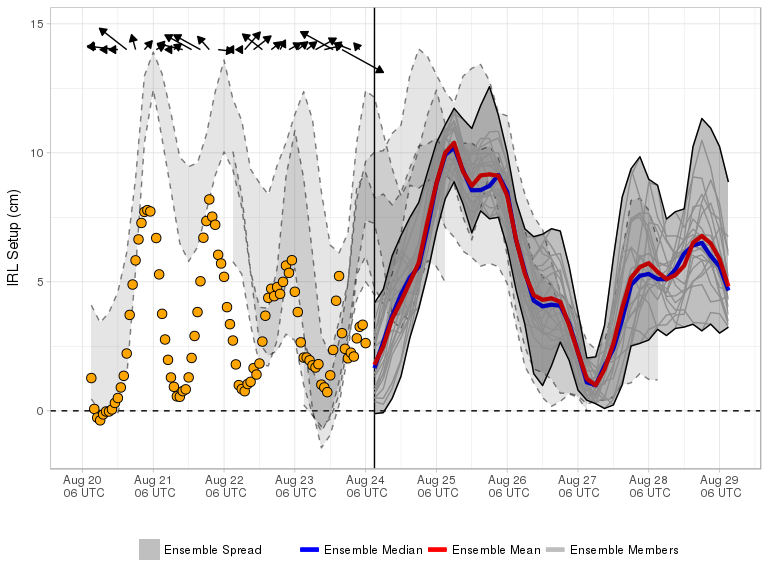 15
10
5
0
IRL Setup (cm)
Aug 20 Aug 21 Aug 22 Aug 23 Aug 24 Aug 25 Aug 26 Aug 27 Aug 28 Aug 29
06 UTC 06 UTC 06 UTC 06 UTC 06 UTC 06 UTC 06 UTC 06 UTC 06 UTC 06 UTC
Ensemble Spread Ensemble Median Ensemble Mean Ensemble Members